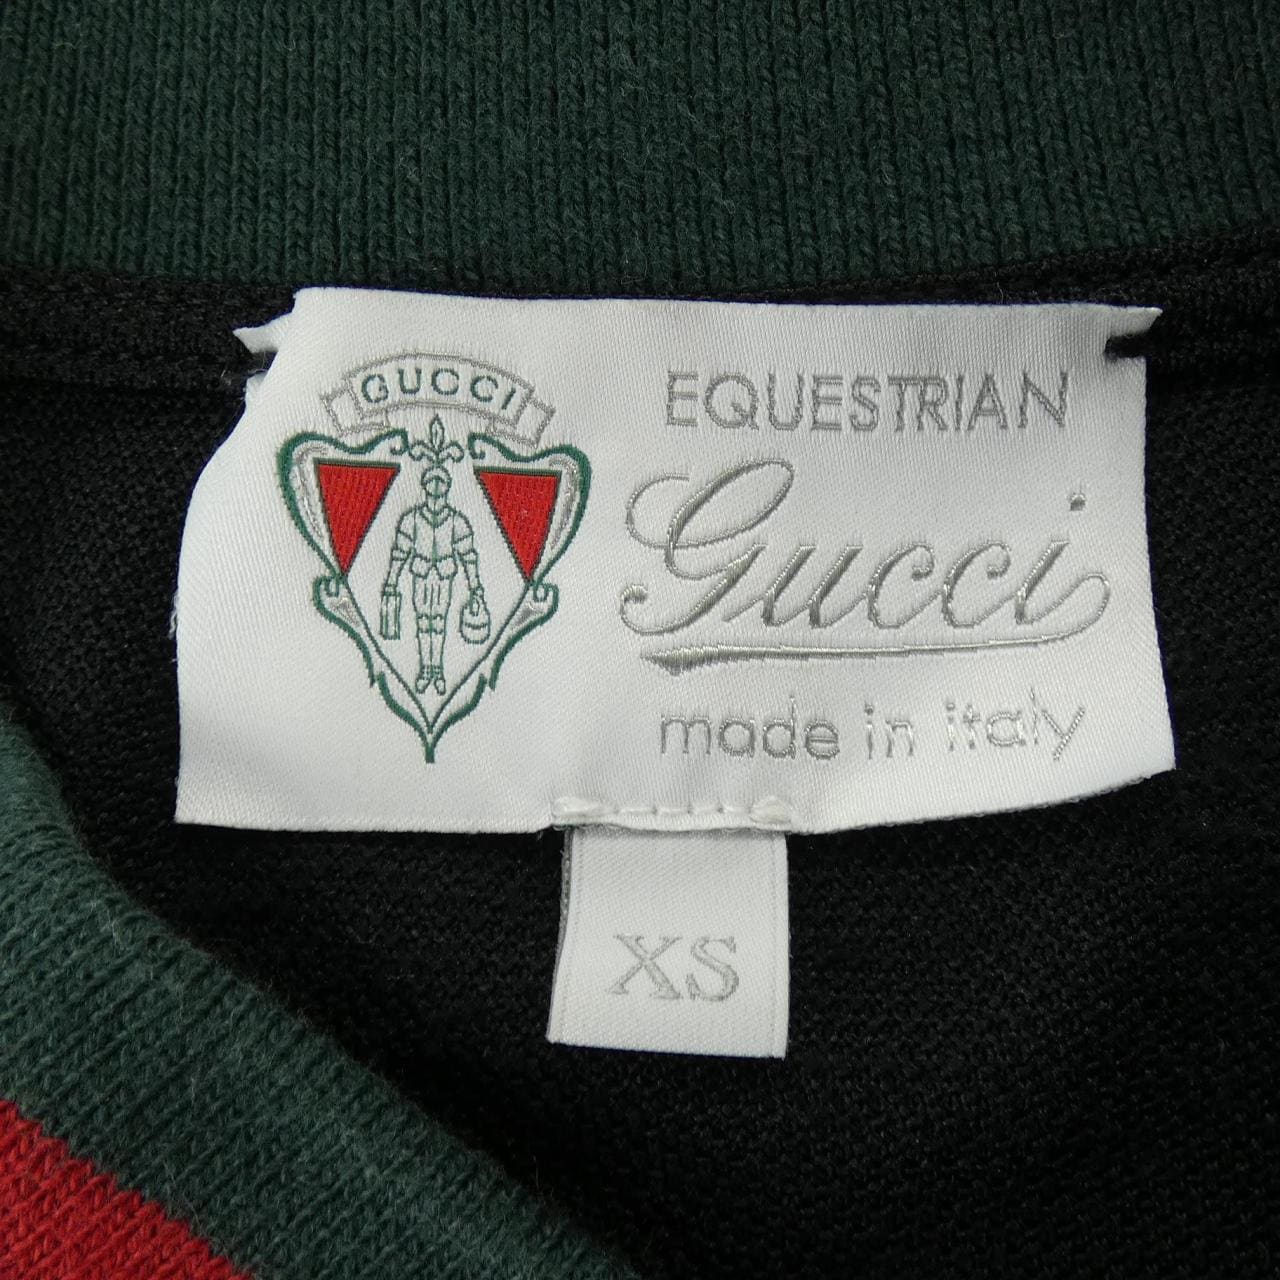 GUCCI
EQUESTRIAN
Gucci
made in italy
XS